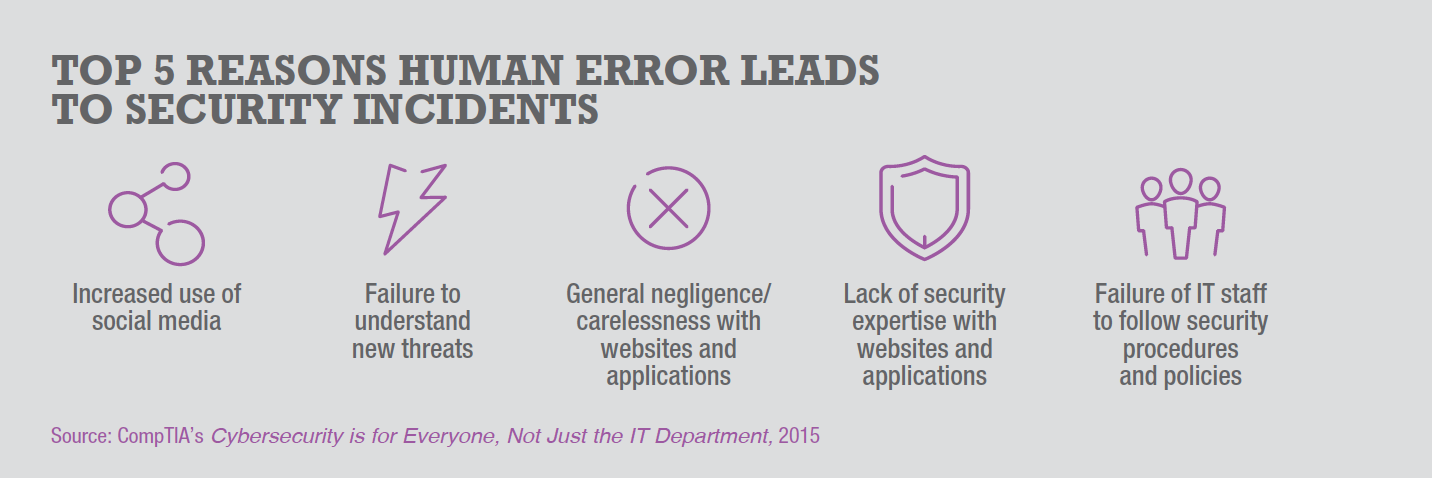 TOP 5 REASONS HUMAN ERROR LEADS
TO SECURITY INCIDENTS
Increased use of
social media
Failure to
understand
new threats
General negligence/
carelessness with
websites and
applications
Lack of security
expertise with
websites and
applications
Failure of IT staff
to follow security
procedures
and policies
Source: CompTIA’s Cybersecurity is for Everyone, Not Just the IT Department, 2015